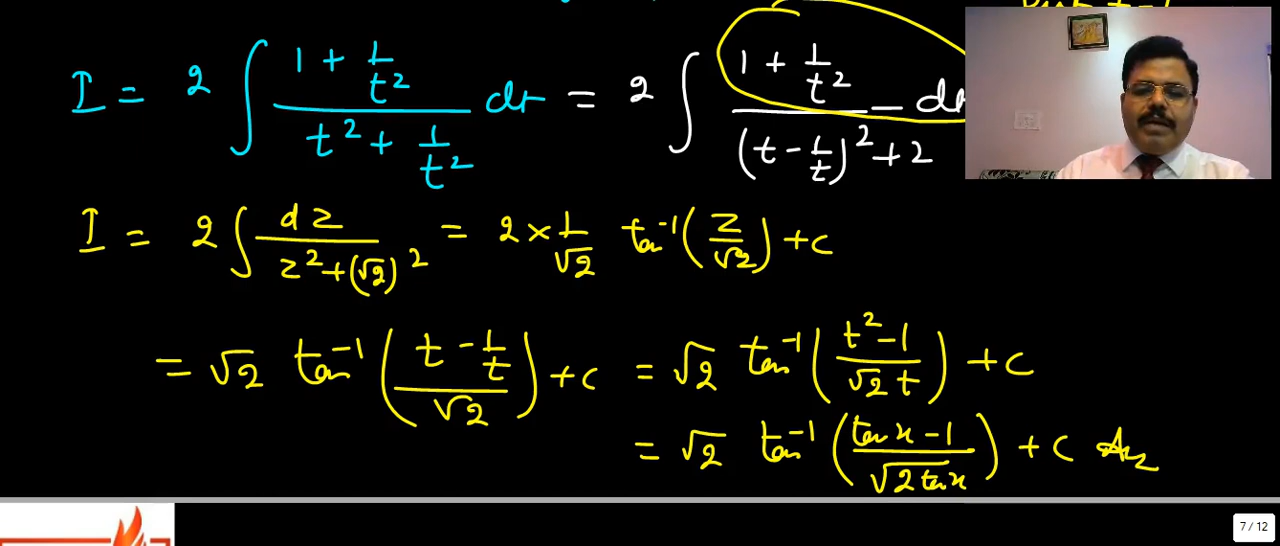 I = 2 ∫ (1 + 1/t²)/(t² + 1/t²) dt = 2 ∫ (1 + 1/t²)/((t - 1/t)² + 2) dt
I = 2 ∫ dz/(z² + (√2)²) = 2 × 1/√2 tan⁻¹(z/√2) + c
= √2 tan⁻¹((t - 1/t)/√2) + c = √2 tan⁻¹((t² - 1)/(√2 t)) + c
= √2 tan⁻¹((tan x - 1)/√(2 tan x)) + c Ans
7 / 12